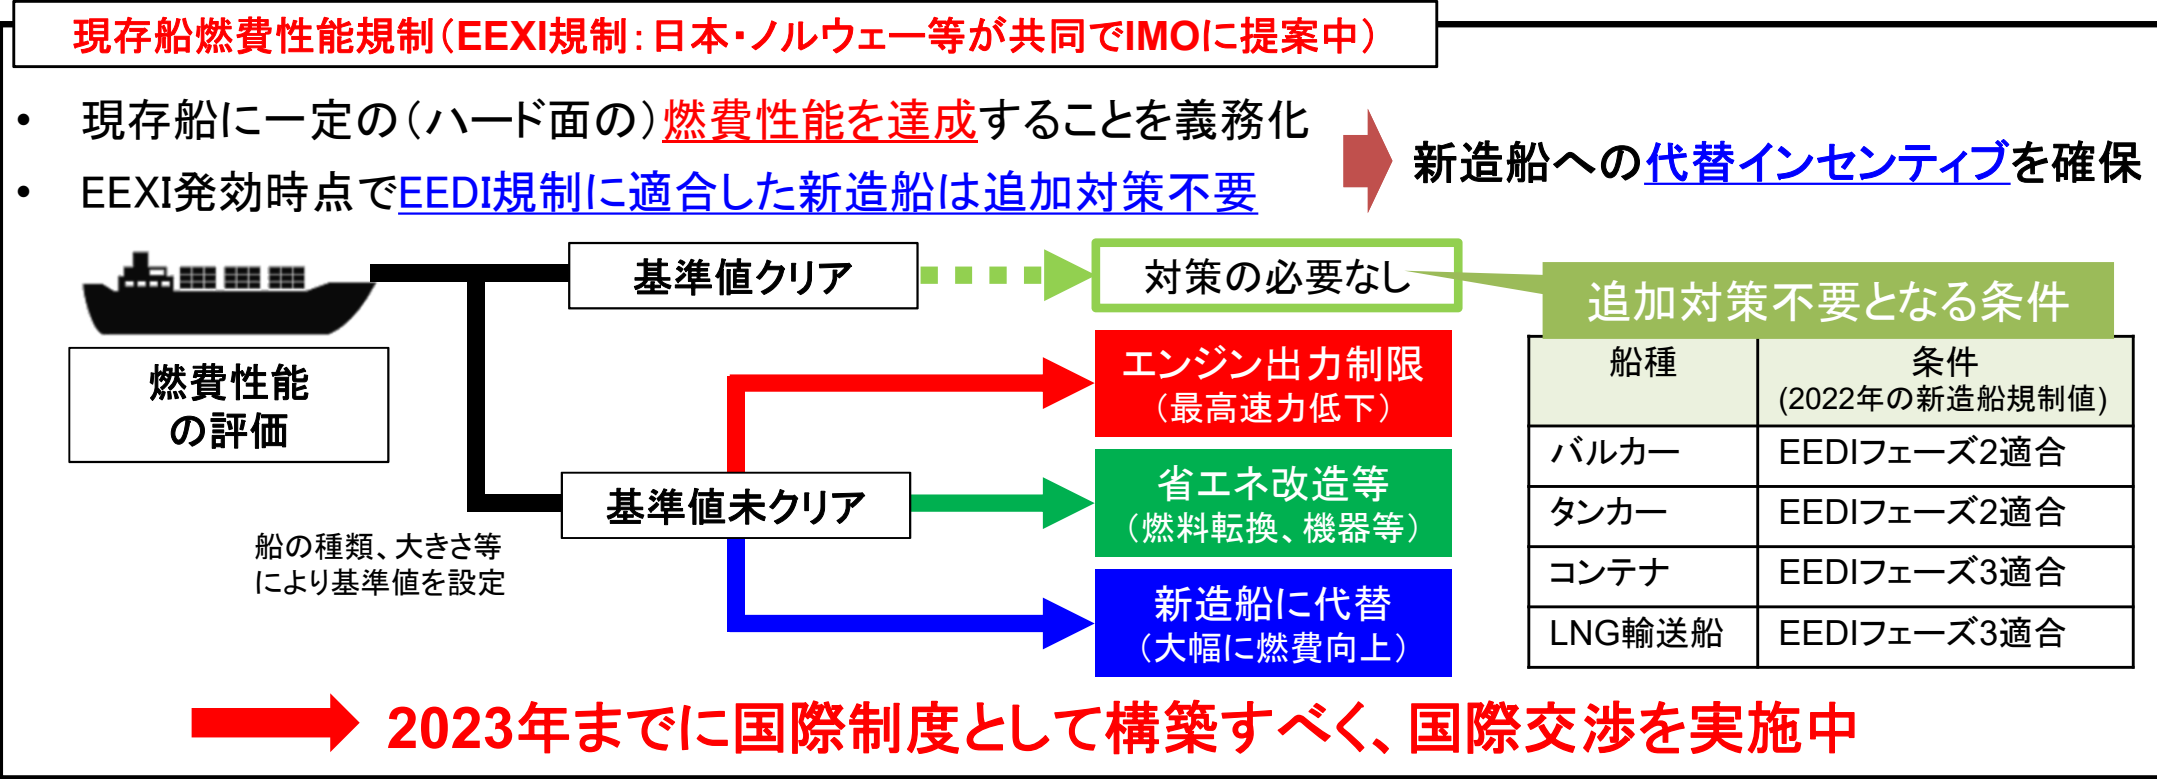 現存船燃費性能規制（EEXI規制：日本・ノルウェー等が共同でIMOに提案中）
• 現存船に一定の（ハード面の）燃費性能を達成することを義務化
• EEXI発効時点でEEDI規制に適合した新造船は追加対策不要
新造船への代替インセンティブを確保
燃費性能
の評価
基準値クリア
対策の必要なし
基準値未クリア
船の種類、大きさ等
により基準値を設定
エンジン出力制限
（最高速力低下）
省エネ改造等
（燃料転換、機器等）
新造船に代替
（大幅に燃費向上）
追加対策不要となる条件
船種 条件
(2022年の新造船規制値)
バルカー EEDIフェーズ2適合
タンカー EEDIフェーズ2適合
コンテナ EEDIフェーズ3適合
LNG輸送船 EEDIフェーズ3適合
2023年までに国際制度として構築すべく、国際交渉を実施中